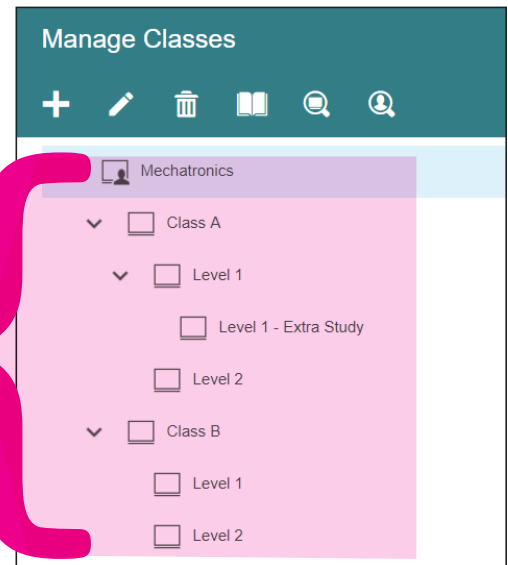 Manage Classes
Mechatronics
Class A
Level 1
Level 1 - Extra Study
Level 2
Class B
Level 1
Level 2